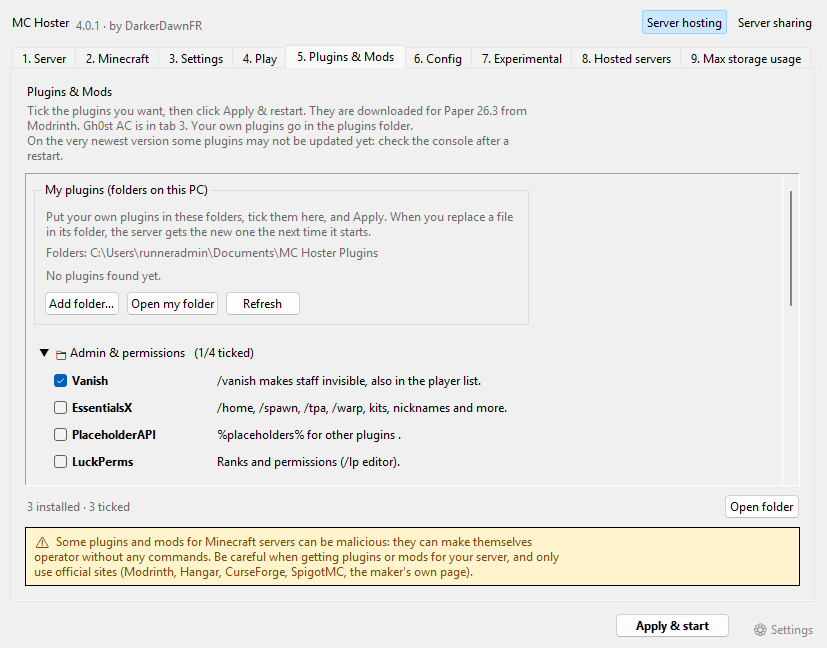 MC Hoster 4.0.1 · by DarkerDawnFR
Server hosting Server sharing
1. Server 2. Minecraft 3. Settings 4. Play 5. Plugins & Mods 6. Config 7. Experimental 8. Hosted servers 9. Max storage usage
Plugins & Mods
Tick the plugins you want, then click Apply & restart. They are downloaded for Paper 26.3 from
Modrinth. Gh0st AC is in tab 3. Your own plugins go in the plugins folder.
On the very newest version some plugins may not be updated yet: check the console after a
restart.
My plugins (folders on this PC)
Put your own plugins in these folders, tick them here, and Apply. When you replace a file
in its folder, the server gets the new one the next time it starts.
Folders: C:\Users\runneradmin\Documents\MC Hoster Plugins
No plugins found yet.
Add folder... Open my folder Refresh
Admin & permissions (1/4 ticked)
Vanish /vanish makes staff invisible, also in the player list.
EssentialsX /home, /spawn, /tpa, /warp, kits, nicknames and more.
PlaceholderAPI %placeholders% for other plugins .
LuckPerms Ranks and permissions (/lp editor).
3 installed · 3 ticked
Open folder
⚠ Some plugins and mods for Minecraft servers can be malicious: they can make themselves
operator without any commands. Be careful when getting plugins or mods for your server, and only
use official sites (Modrinth, Hangar, CurseForge, SpigotMC, the maker's own page).
Apply & start
Settings